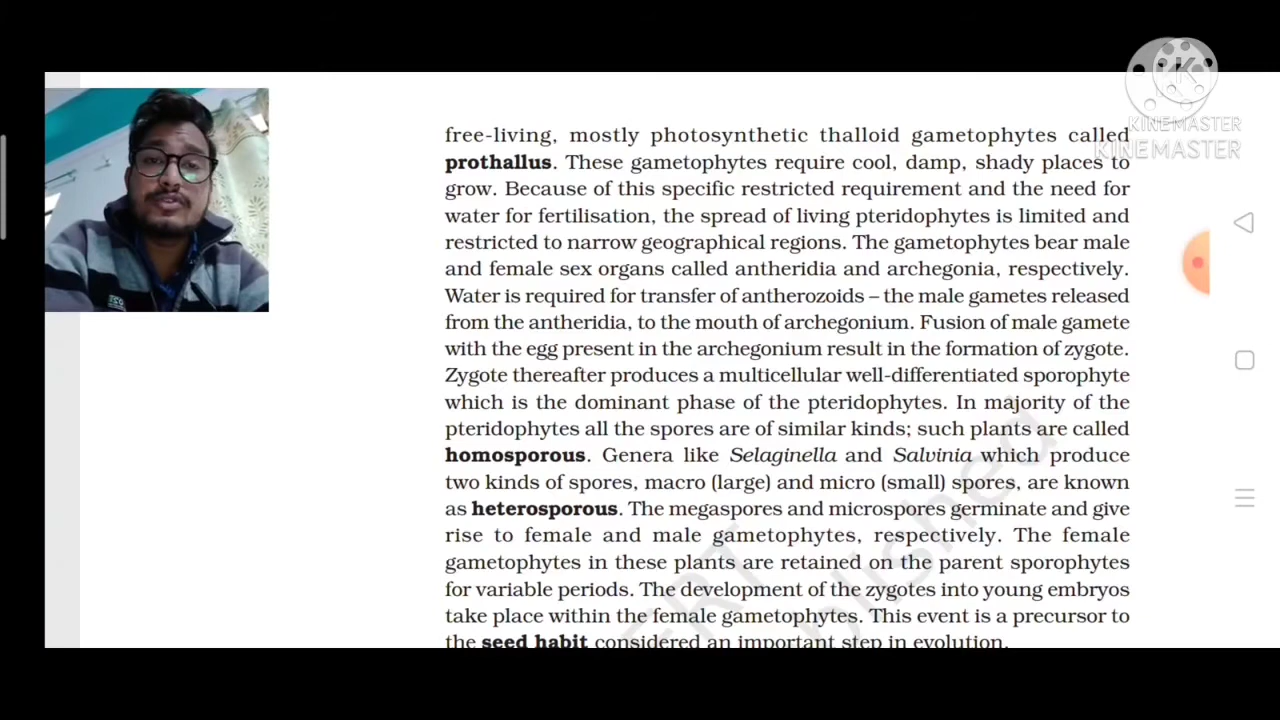 free-living, mostly photosynthetic thalloid gametophytes called
prothallus. These gametophytes require cool, damp, shady places to
grow. Because of this specific restricted requirement and the need for
water for fertilisation, the spread of living pteridophytes is limited and
restricted to narrow geographical regions. The gametophytes bear male
and female sex organs called antheridia and archegonia, respectively.
Water is required for transfer of antherozoids – the male gametes released
from the antheridia, to the mouth of archegonium. Fusion of male gamete
with the egg present in the archegonium result in the formation of zygote.
Zygote thereafter produces a multicellular well-differentiated sporophyte
which is the dominant phase of the pteridophytes. In majority of the
pteridophytes all the spores are of similar kinds; such plants are called
homosporous. Genera like Selaginella and Salvinia which produce
two kinds of spores, macro (large) and micro (small) spores, are known
as heterosporous. The megaspores and microspores germinate and give
rise to female and male gametophytes, respectively. The female
gametophytes in these plants are retained on the parent sporophytes
for variable periods. The development of the zygotes into young embryos
take place within the female gametophytes. This event is a precursor to
the seed habit considered an important step in evolution.
KINEMASTER
KINEMASTER